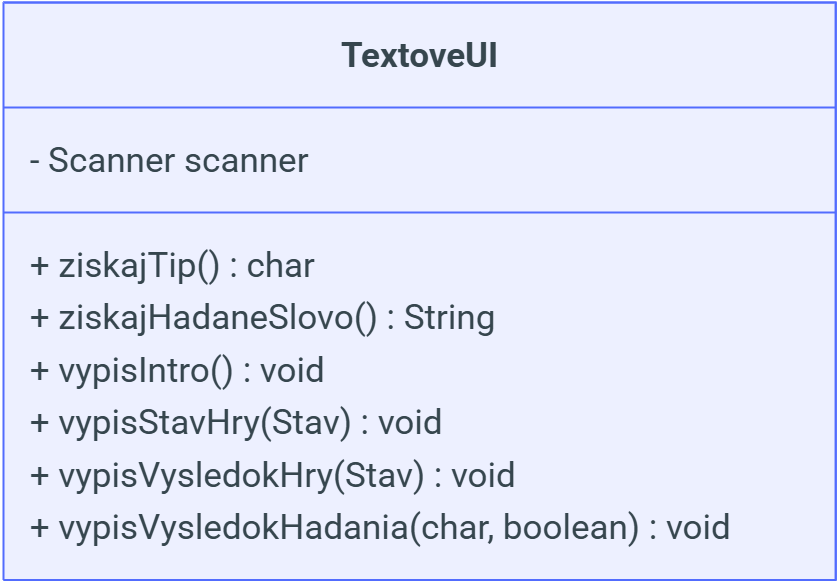 TextoveUI
- Scanner scanner
+ ziskajTip() : char
+ ziskajHadaneSlovo() : String
+ vypisIntro() : void
+ vypisStavHry(Stav) : void
+ vypisVysledokHry(Stav) : void
+ vypisVysledokHadania(char, boolean) : void